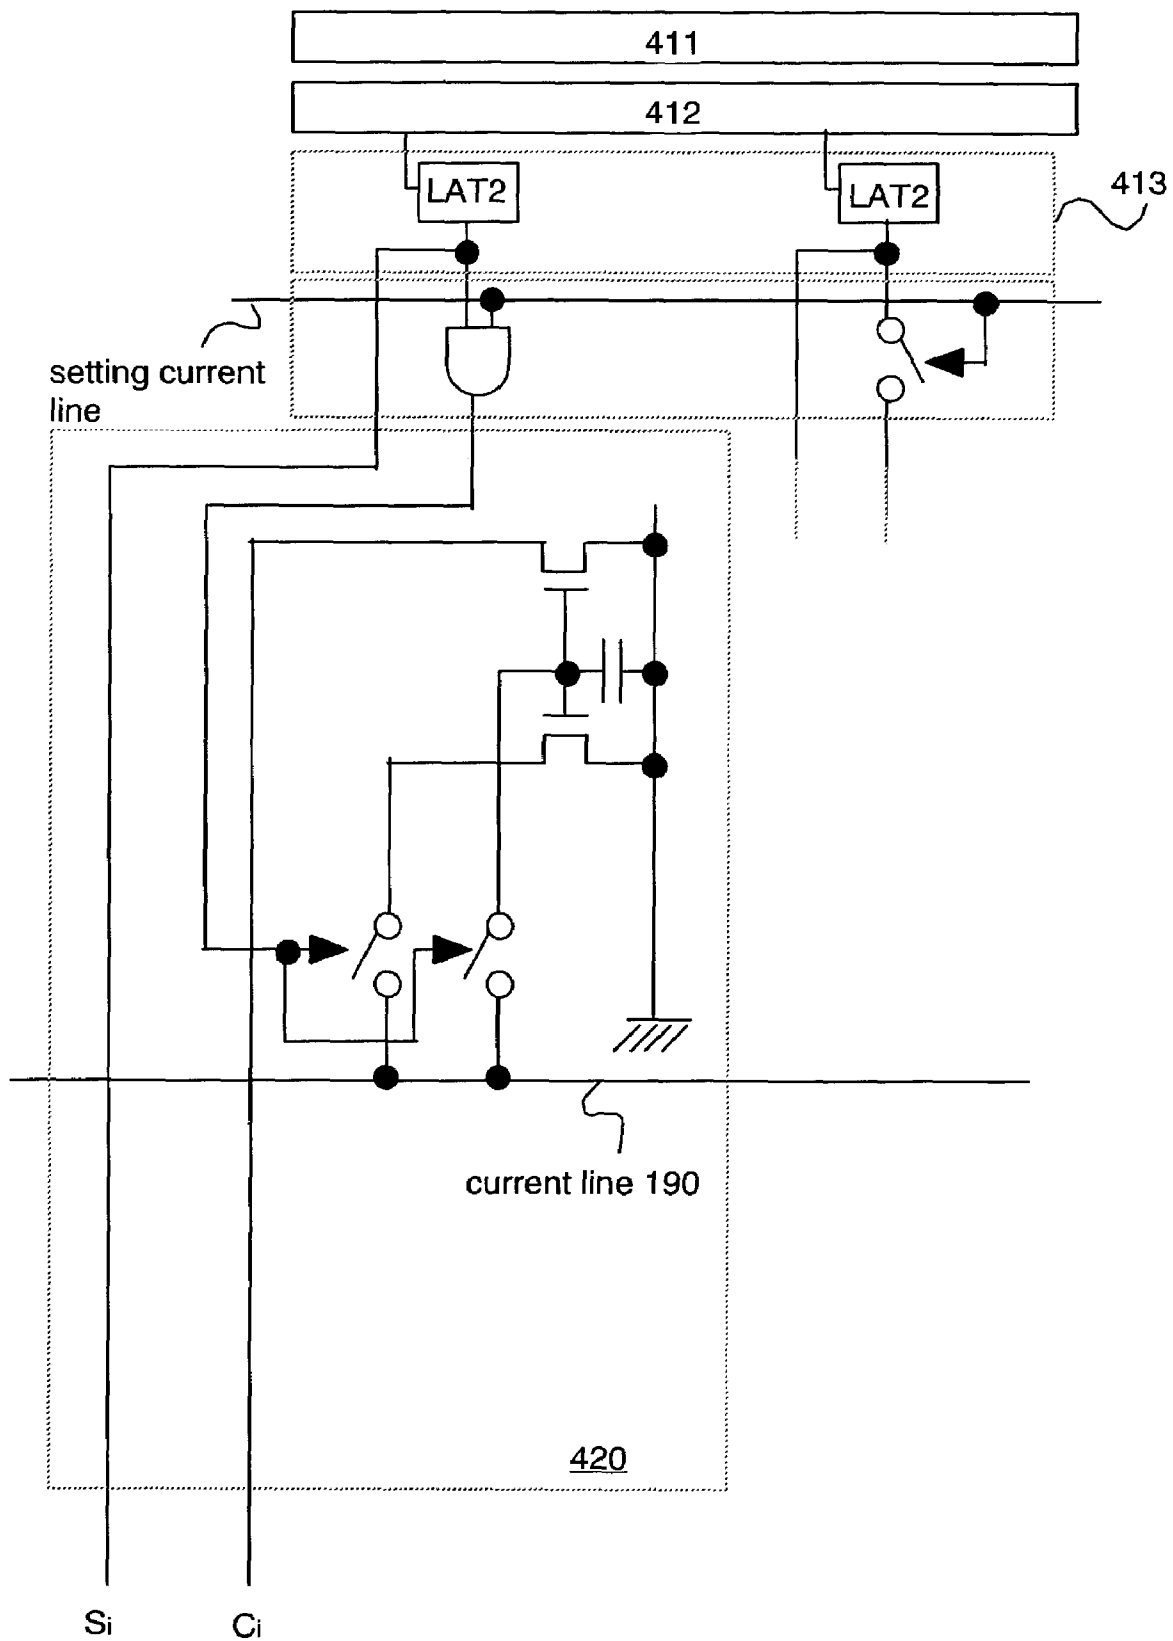 411
412
LAT2
LAT2
413
setting current
line
current line 190
420
Si
Ci